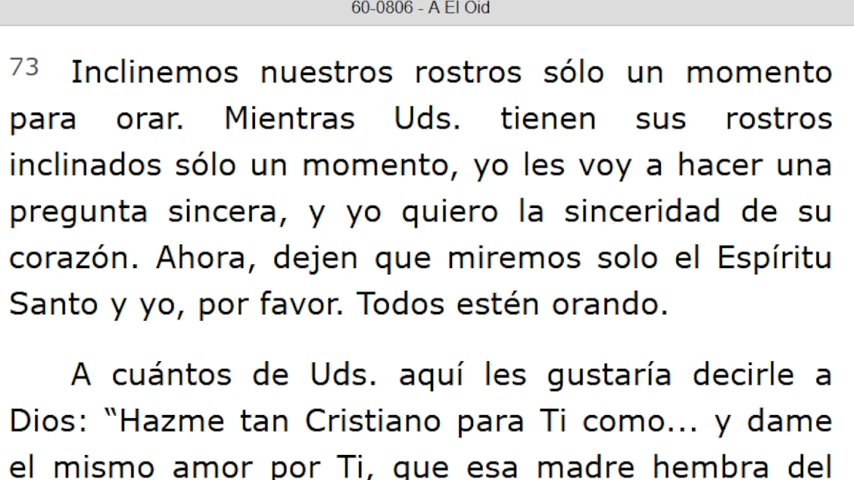 60-0806 - A El Oid
73 Inclinemos nuestros rostros sólo un momento
para orar. Mientras Uds. tienen sus rostros
inclinados sólo un momento, yo les voy a hacer una
pregunta sincera, y yo quiero la sinceridad de su
corazón. Ahora, dejen que miremos solo el Espíritu
Santo y yo, por favor. Todos estén orando.
A cuántos de Uds. aquí les gustaría decirle a
Dios: “Hazme tan Cristiano para Ti como... y dame
el mismo amor por Ti, que esa madre hembra del